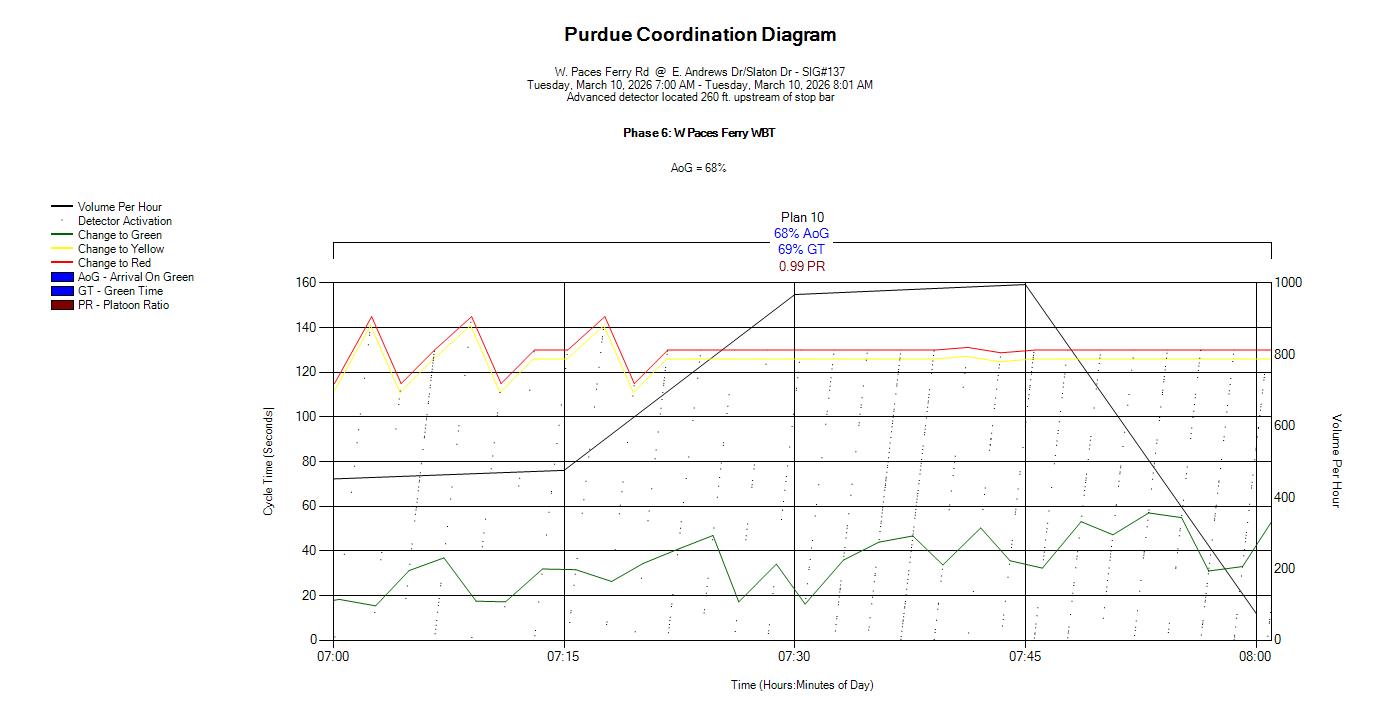 Purdue Coordination Diagram
W. Paces Ferry Rd @ E. Andrews Dr/Slaton Dr - SIG#137
Tuesday, March 10, 2026 7:00 AM - Tuesday, March 10, 2026 8:01 AM
Advanced detector located 260 ft. upstream of stop bar
Phase 6: W Paces Ferry WBT
AoG = 68%
Volume Per Hour
Detector Activation
Change to Green
Change to Yellow
Change to Red
AoG - Arrival On Green
GT - Green Time
PR - Platoon Ratio
Plan 10
68% AoG
69% GT
0.99 PR
160
140
120
100
80
60
40
20
0
Cycle Time (Seconds)
1000
800
600
400
200
0
Volume Per Hour
07:00
07:15
07:30
07:45
08:00
Time (Hours:Minutes of Day)